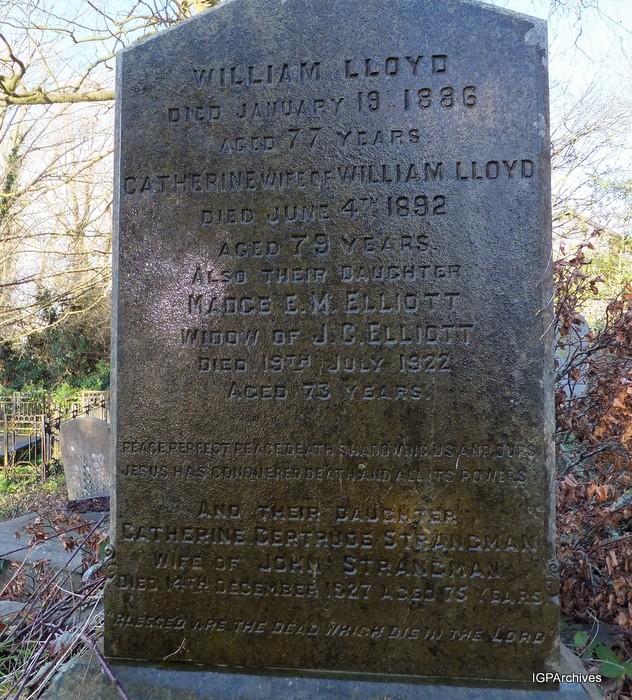 WILLIAM LLOYD
DIED JANUARY 19 1886
AGED 77 YEARS.
CATHERINE WIFE OF WILLIAM LLOYD
DIED JUNE 4TH 1892
AGED 79 YEARS.
ALSO THEIR DAUGHTER
MADGE E. M. ELLIOTT
WIDOW OF J. C. ELLIOTT
DIED 19TH JULY 1922
AGED 73 YEARS.
"PEACE PERFECT PEACE DEATH SHADOWING US AND OURS
JESUS HAS CONQUERED DEATH AND ALL ITS POWERS"
AND THEIR DAUGHTER
CATHERINE GERTRUDE STRANGMAN
WIFE OF JOHN STRANGMAN
DIED 14TH DECEMBER 1927 AGED 75 YEARS
"BLESSED ARE THE DEAD WHICH DIE IN THE LORD"
IGPArchives